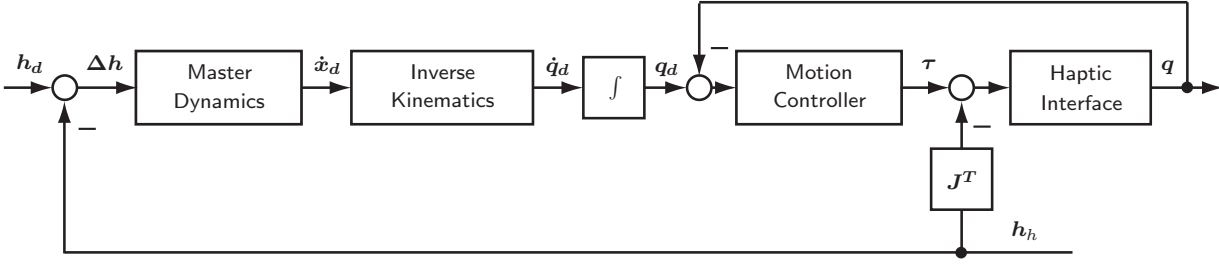 h_d
Δh
Master
Dynamics
ẋ_d
Inverse
Kinematics
q̇_d
∫
q_d
−
Motion
Controller
τ
−
Haptic
Interface
q
−
J^T
h_h